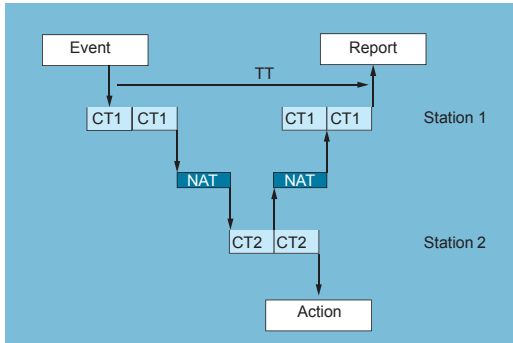 Event
Report
TT
CT1 CT1
CT1 CT1
Station 1
NAT
NAT
CT2 CT2
Station 2
Action